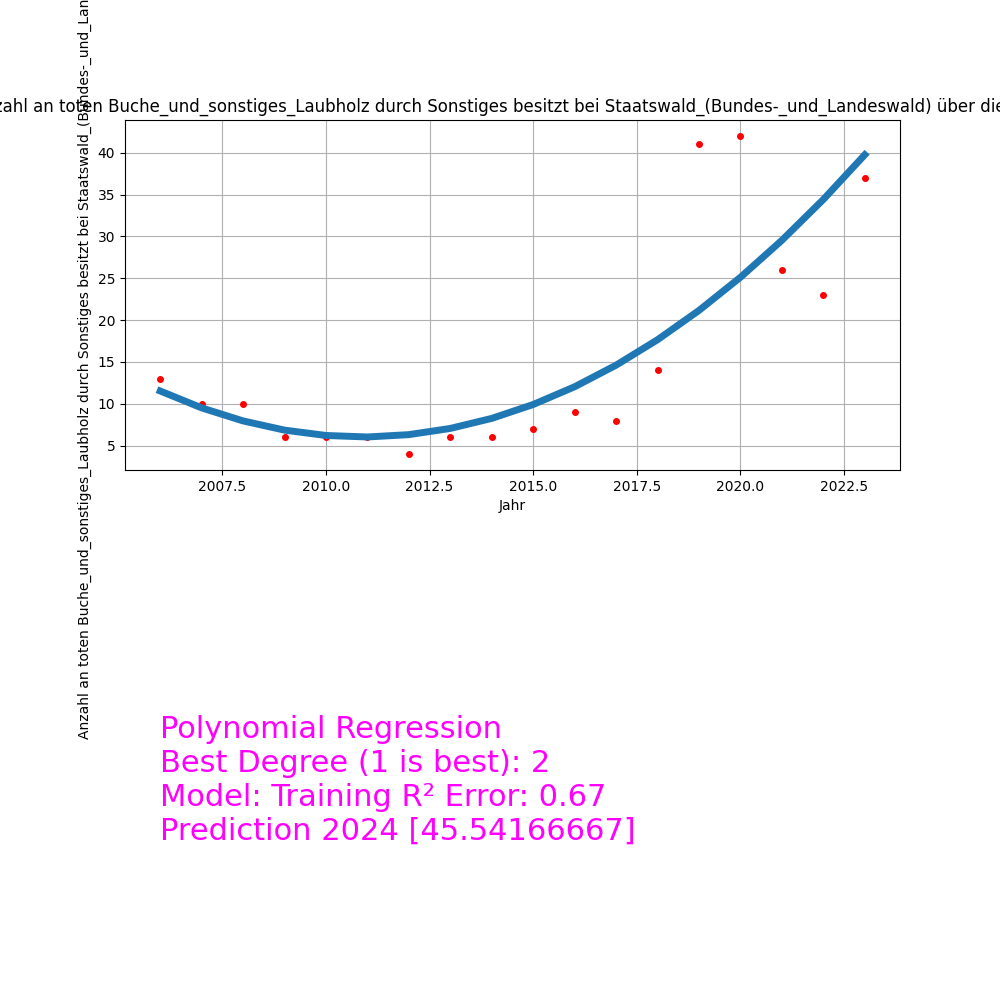 zahl an toten Buche_und_sonstiges_Laubholz durch Sonstiges besitzt bei Staatswald_(Bundes-_und_Landeswald) über die
Anzahl an toten Buche_und_sonstiges_Laubholz durch Sonstiges besitzt bei Staatswald_(Bundes-_und_Lan
40
35
30
25
20
15
10
5
2007.5 2010.0 2012.5 2015.0 2017.5 2020.0 2022.5
Jahr
Polynomial Regression
Best Degree (1 is best): 2
Model: Training R² Error: 0.67
Prediction 2024 [45.54166667]